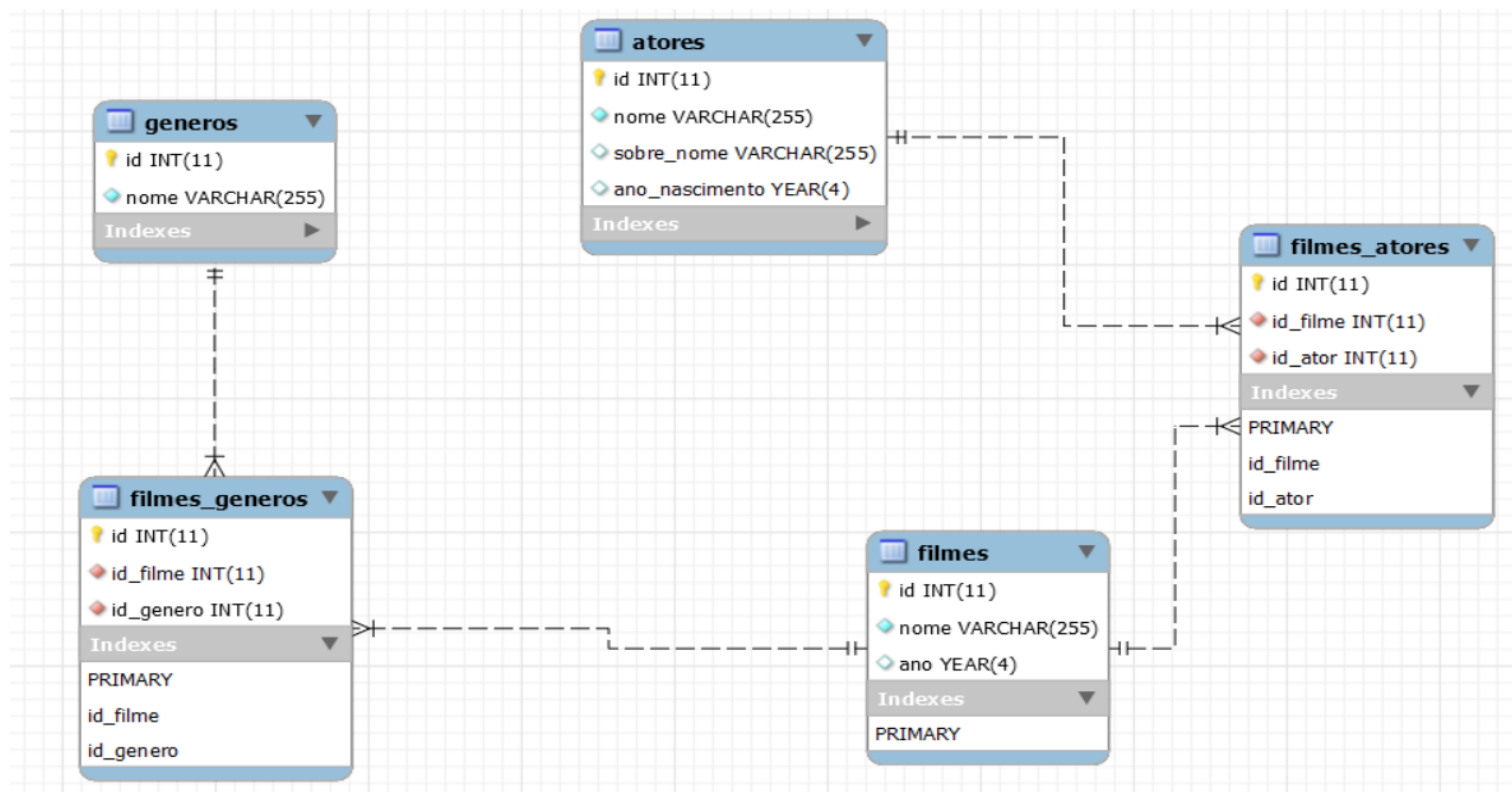 atores
id INT(11)
nome VARCHAR(255)
sobre_nome VARCHAR(255)
ano_nascimento YEAR(4)
Indexes
generos
id INT(11)
nome VARCHAR(255)
Indexes
filmes_atores
id INT(11)
id_filme INT(11)
id_ator INT(11)
Indexes
PRIMARY
id_filme
id_ator
filmes_generos
id INT(11)
id_filme INT(11)
id_genero INT(11)
Indexes
PRIMARY
id_filme
id_genero
filmes
id INT(11)
nome VARCHAR(255)
ano YEAR(4)
Indexes
PRIMARY